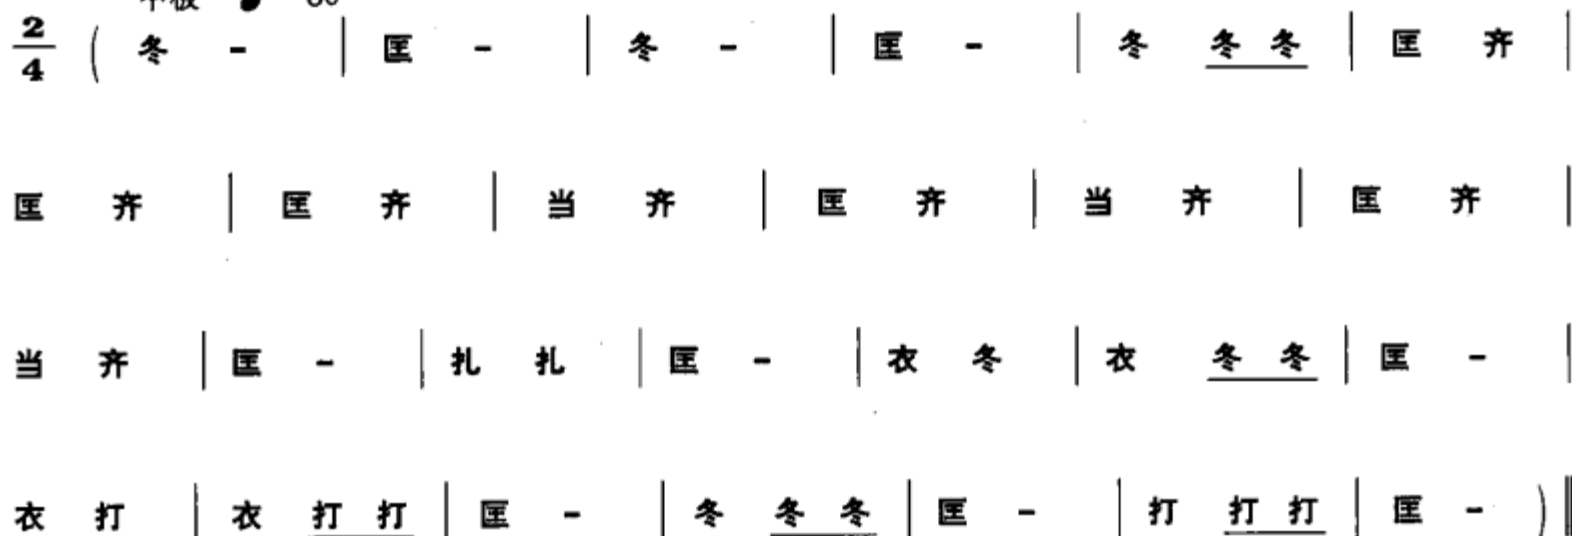 2/4 ( 冬 - | 匡 - | 冬 - | 匡 - | 冬 冬 冬 | 匡 齐 |
匡 齐 | 匡 齐 | 当 齐 | 匡 齐 | 当 齐 | 匡 齐 |
当 齐 | 匡 - | 扎 扎 | 匡 - | 衣 冬 | 衣 冬 冬 | 匡 - |
衣 打 | 衣 打 打 | 匡 - | 冬 冬 冬 | 匡 - | 打 打 打 | 匡 - ) ‖